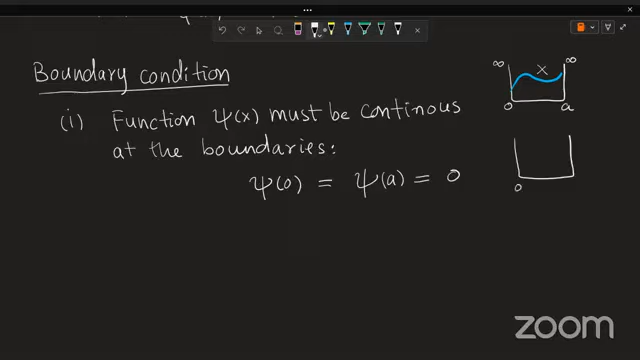 Boundary condition
(i) Function ψ(x) must be continous
at the boundaries:
ψ(0) = ψ(a) = 0
∞ x ∞
0 a
0
zoom